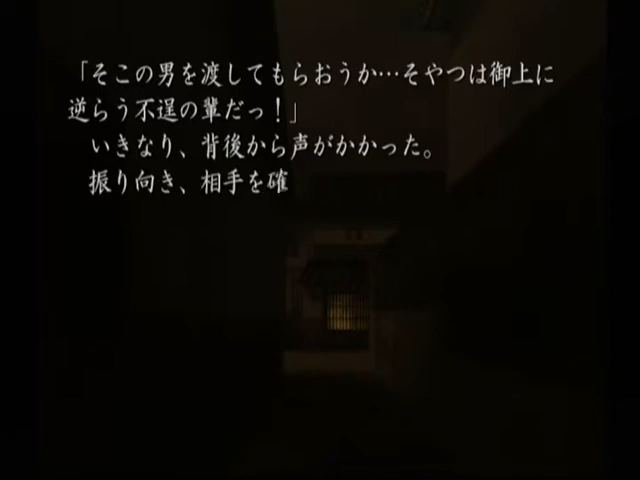 「そこの男を渡してもらおうか…そやつは御上に
逆らう不逞の輩だっ！」
いきなり、背後から声がかかった。
振り向き、相手を確